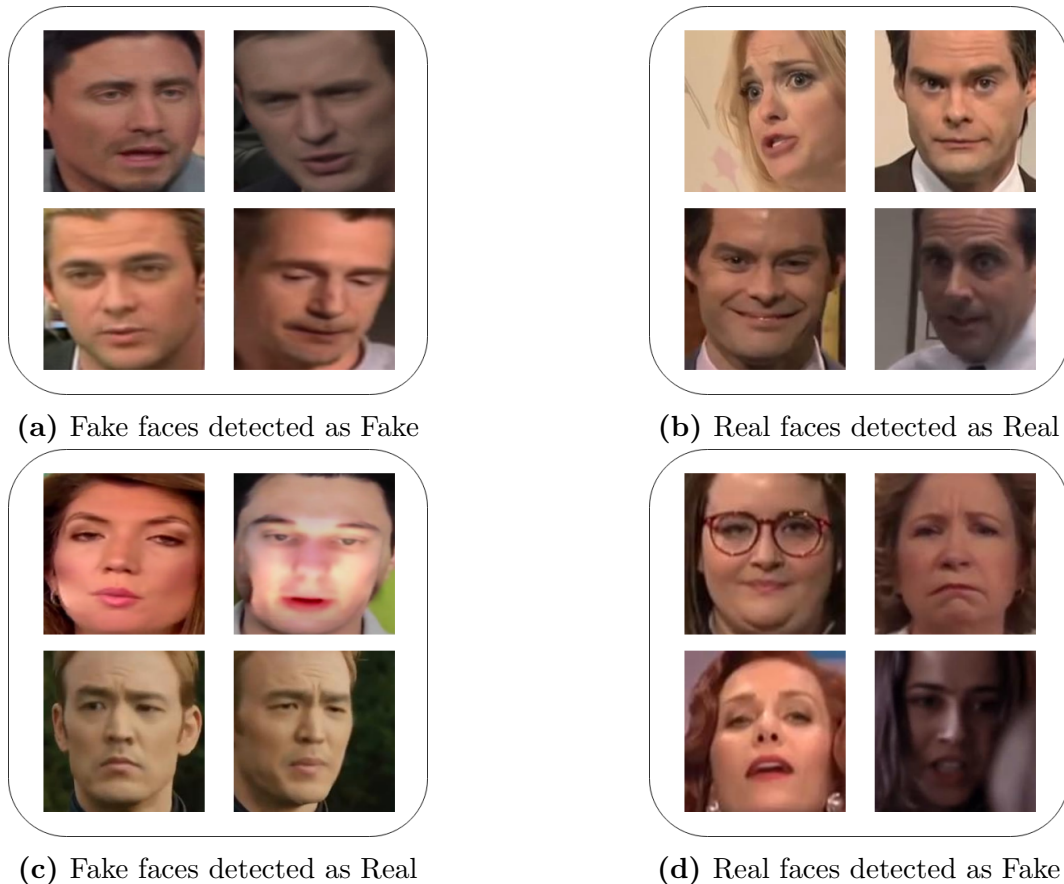 (a) Fake faces detected as Fake
(b) Real faces detected as Real
(c) Fake faces detected as Real
(d) Real faces detected as Fake